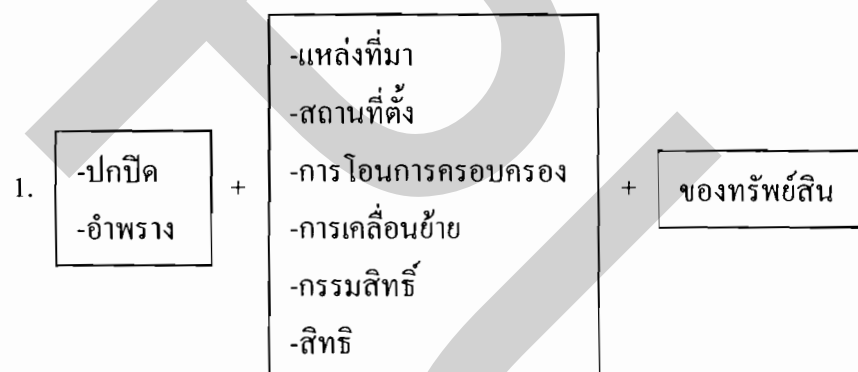 1.
-ปกปิด
-อำพราง
+
-แหล่งที่มา
-สถานที่ตั้ง
-การโอนการครอบครอง
-การเคลื่อนย้าย
-กรรมสิทธิ์
-สิทธิ
+
ของทรัพย์สิน